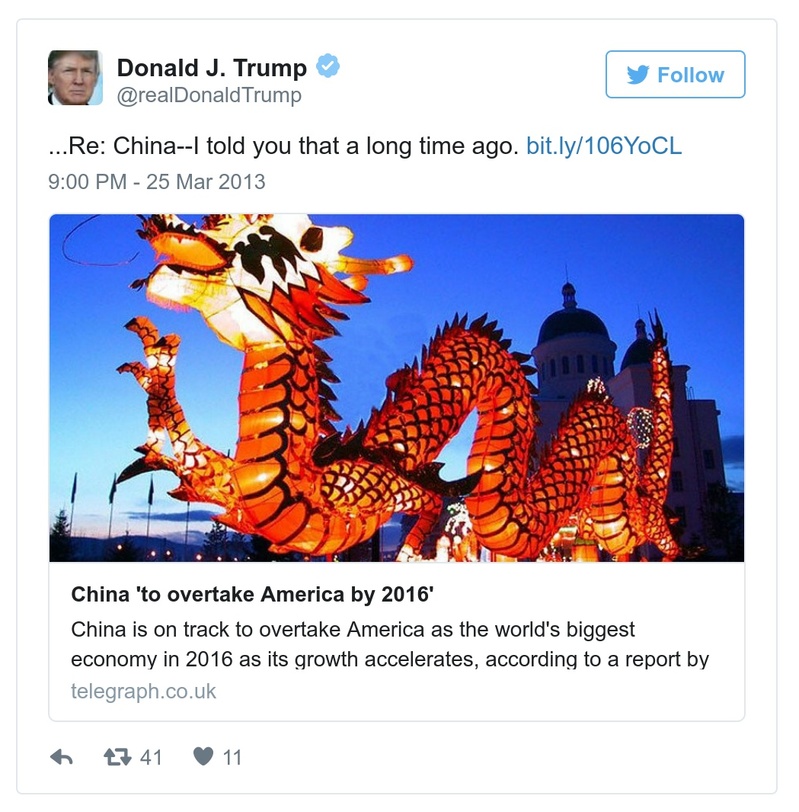 Donald J. Trump
@realDonaldTrump
Follow
...Re: China--I told you that a long time ago. bit.ly/106YoCL
9:00 PM - 25 Mar 2013
China 'to overtake America by 2016'
China is on track to overtake America as the world's biggest
economy in 2016 as its growth accelerates, according to a report by
telegraph.co.uk
41
11